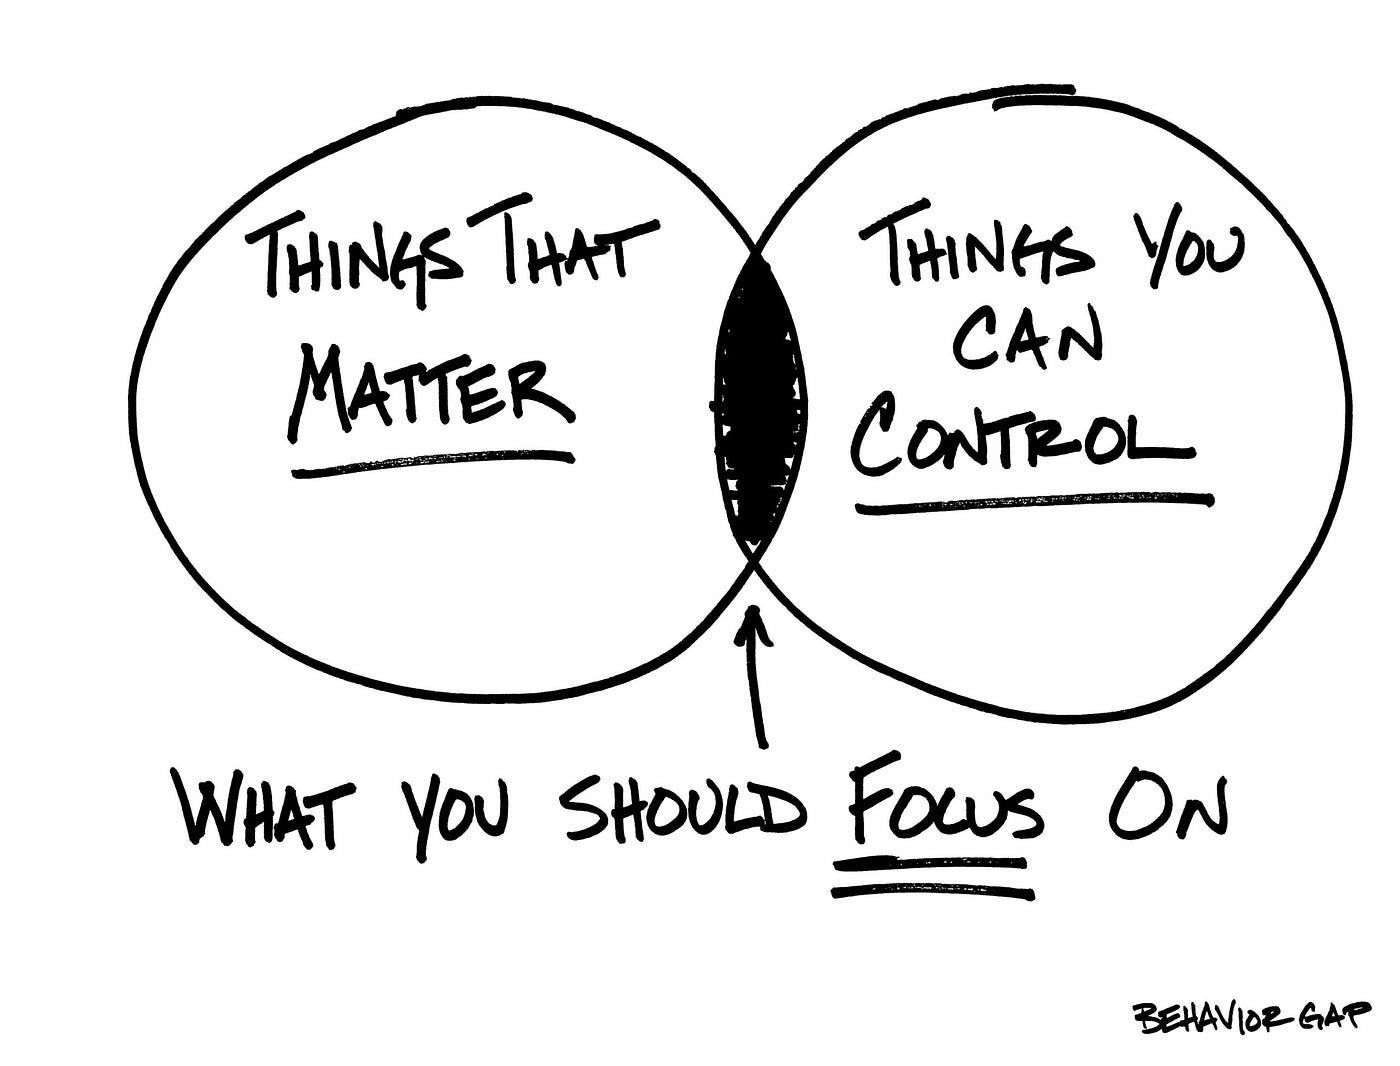 THINGS THAT
MATTER
THINGS YOU
CAN
CONTROL
WHAT YOU SHOULD FOCUS ON
BEHAVIOR GAP